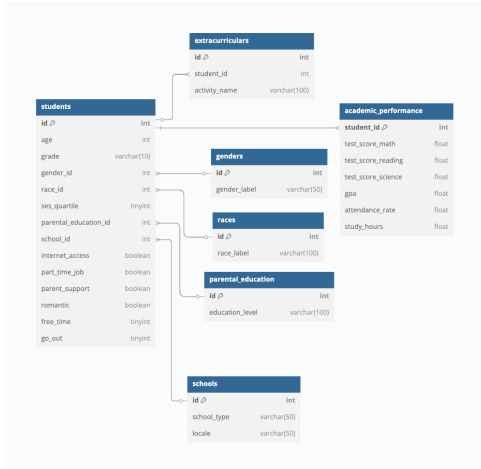 extracurriculars
id int
student_id int
activity_name varchar(100)
students
id int
age int
grade varchar(10)
gender_id int
race_id int
ses_quartile tinyint
parental_education_id int
school_id int
internet_access boolean
part_time_job boolean
parent_support boolean
romantic boolean
free_time tinyint
go_out tinyint
academic_performance
student_id int
test_score_math float
test_score_reading float
test_score_science float
gpa float
attendance_rate float
study_hours float
genders
id int
gender_label varchar(50)
races
id int
race_label varchar(100)
parental_education
id int
education_level varchar(100)
schools
id int
school_type varchar(50)
locale varchar(50)